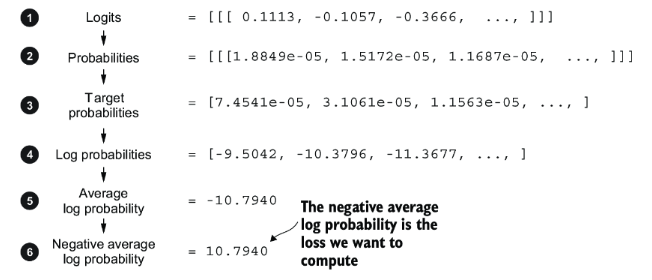 1 Logits = [[[ 0.1113, -0.1057, -0.3666, ..., ]]]
2 Probabilities = [[[1.8849e-05, 1.5172e-05, 1.1687e-05, ..., ]]]
3 Target
probabilities = [7.4541e-05, 3.1061e-05, 1.1563e-05, ..., ]
4 Log probabilities = [-9.5042, -10.3796, -11.3677, ..., ]
5 Average
log probability = -10.7940
6 Negative average
log probability = 10.7940
The negative average
log probability is the
loss we want to
compute